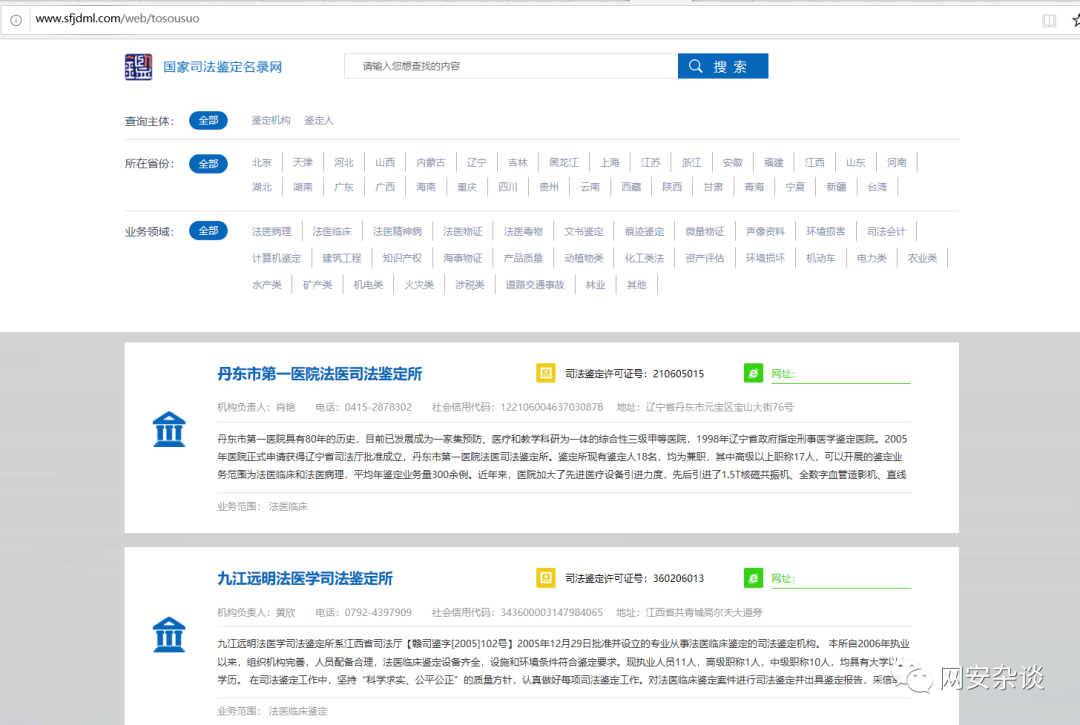 www.sfjdml.com/web/tosousuo
国家司法鉴定名录网 请输入您想查找的内容 搜索
查询主体: 全部 鉴定机构 鉴定人
所在省份: 全部 北京 天津 河北 山西 内蒙古 辽宁 吉林 黑龙江 上海 江苏 浙江 安徽 福建 江西 山东 河南
湖北 湖南 广东 广西 海南 重庆 四川 贵州 云南 西藏 陕西 甘肃 青海 宁夏 新疆 台湾
业务领域: 全部 法医病理 法医临床 法医精神病 法医物证 法医毒物 文书鉴定 痕迹鉴定 微量物证 声像资料 环境损害 司法会计
计算机鉴定 建筑工程 知识产权 海事物证 产品质量 动植物类 化工类法 资产评估 环境损坏 机动车 电力类 农业类
水产类 矿产类 机电类 火灾类 涉税类 道路交通事故 林业 其他
丹东市第一医院法医司法鉴定所 司法鉴定许可证号：210605015 网址：
机构负责人：肖艳 电话：0415-2878302 社会信用代码：12210600463703087B 地址：辽宁省丹东市元宝区宝山大街76号
丹东市第一医院具有80年的历史，目前已发展成为一家集预防、医疗和教学科研为一体的综合性三级甲等医院，1998年辽宁省政府指定刑事医学鉴定医院。2005
年医院正式申请获得辽宁省司法厅批准成立，丹东市第一医院法医司法鉴定所。鉴定所现有鉴定人18名，均为兼职，其中高级以上职称17人，可以开展的鉴定业
务范围为法医临床和法医病理，平均年鉴定业务量300余例。近年来，医院加大了先进医疗设备引进力度，先后引进了1.5T核磁共振机、全数字血管造影机、直线
业务范围： 法医临床
九江远明法医学司法鉴定所 司法鉴定许可证号：360206013 网址：
机构负责人：黄欣 电话：0792-4397909 社会信用代码：343600003147984065 地址：江西省共青城高尔夫大道旁
九江远明法医学司法鉴定所系江西省司法厅【赣司鉴字[2005]102号】2005年12月29日批准并设立的专业从事法医临床鉴定的司法鉴定机构。 本所自2006年执业
以来，组织机构完善，人员配备合理，法医临床鉴定设备齐全，设施和环境条件符合鉴定要求。现执业人员11人，高级职称1人，中级职称10人，均具有大学以
学历。 在司法鉴定工作中，坚持“科学求实、公平公正”的质量方针，认真做好每项司法鉴定工作。对法医临床鉴定案件进行司法鉴定并出具鉴定报告，采信
业务范围： 法医临床鉴定
网安杂谈